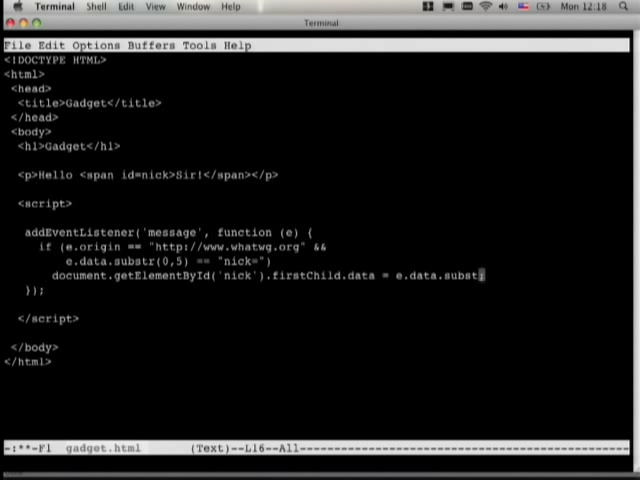 Terminal Shell Edit View Window Help Mon 12:18
Terminal
File Edit Options Buffers Tools Help
<!DOCTYPE HTML>
<html>
<head>
<title>Gadget</title>
</head>
<body>
<h1>Gadget</h1>
<p>Hello <span id=nick>Sir!</span></p>
<script>
addEventListener('message', function (e) {
if (e.origin == "http://www.whatwg.org" &&
e.data.substr(0,5) == "nick=")
document.getElementById('nick').firstChild.data = e.data.subst;
});
</script>
</body>
</html>
-:**-F1 gadget.html (Text)--L16--All----------------------------------------------